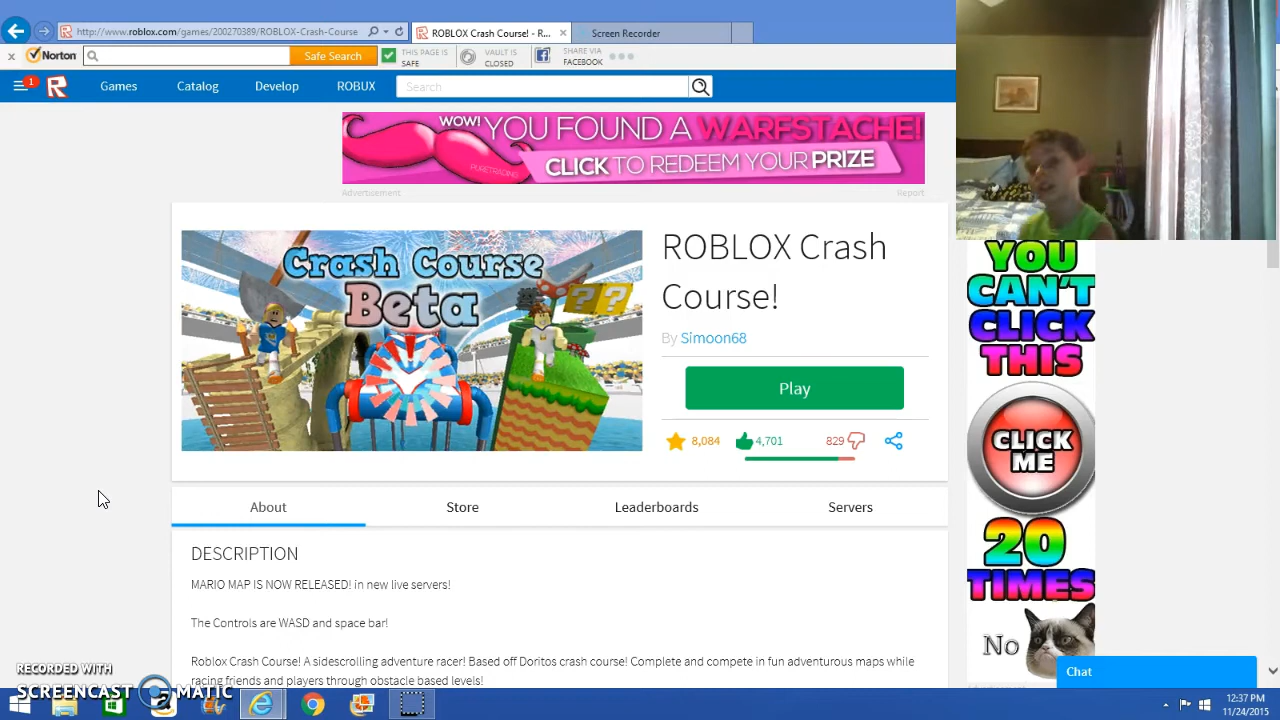 http://www.roblox.com/games/200270389/ROBLOX-Crash-Course
ROBLOX Crash Course! - R...
Screen Recorder
Norton
Safe Search
THIS PAGE IS
SAFE
VAULT IS
CLOSED
SHARE VIA
FACEBOOK
1
Games
Catalog
Develop
ROBUX
Search
WOW! YOU FOUND A WARFSTACHE!
CLICK TO REDEEM YOUR PRIZE
PURETRADING
Advertisement
Report
Crash Course
Beta
? ?
ROBLOX Crash
Course!
By Simoon68
Play
8,084
4,701
829
About
Store
Leaderboards
Servers
DESCRIPTION
MARIO MAP IS NOW RELEASED! in new live servers!
The Controls are WASD and space bar!
Roblox Crash Course! A sidescrolling adventure racer! Based off Doritos crash course! Complete and compete in fun adventurous maps while
racing friends and players through obstacle based levels!
YOU
CAN'T
CLICK
THIS
CLICK
ME
20
TIMES
No
Chat
RECORDED WITH
SCREENCAST MATIC
12:37 PM
11/24/2015